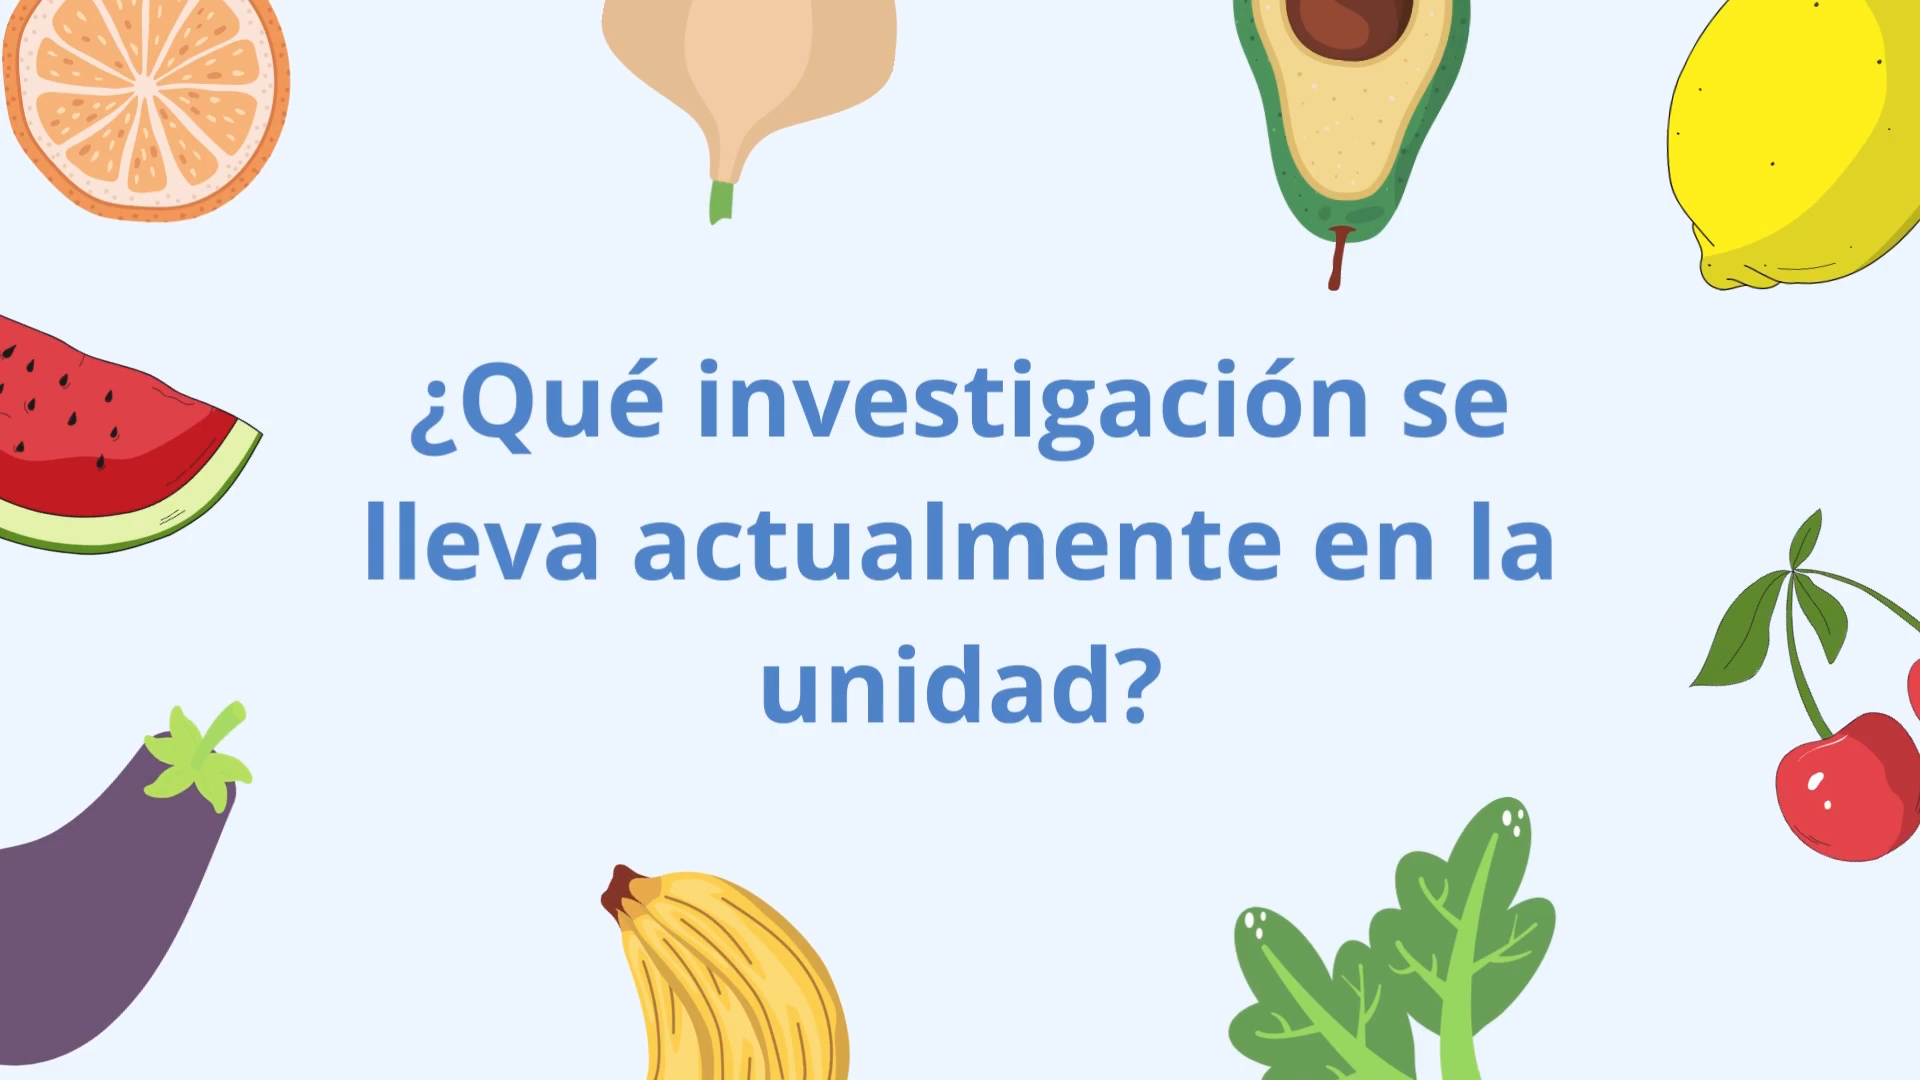 ¿Qué investigación se
lleva actualmente en la
unidad?